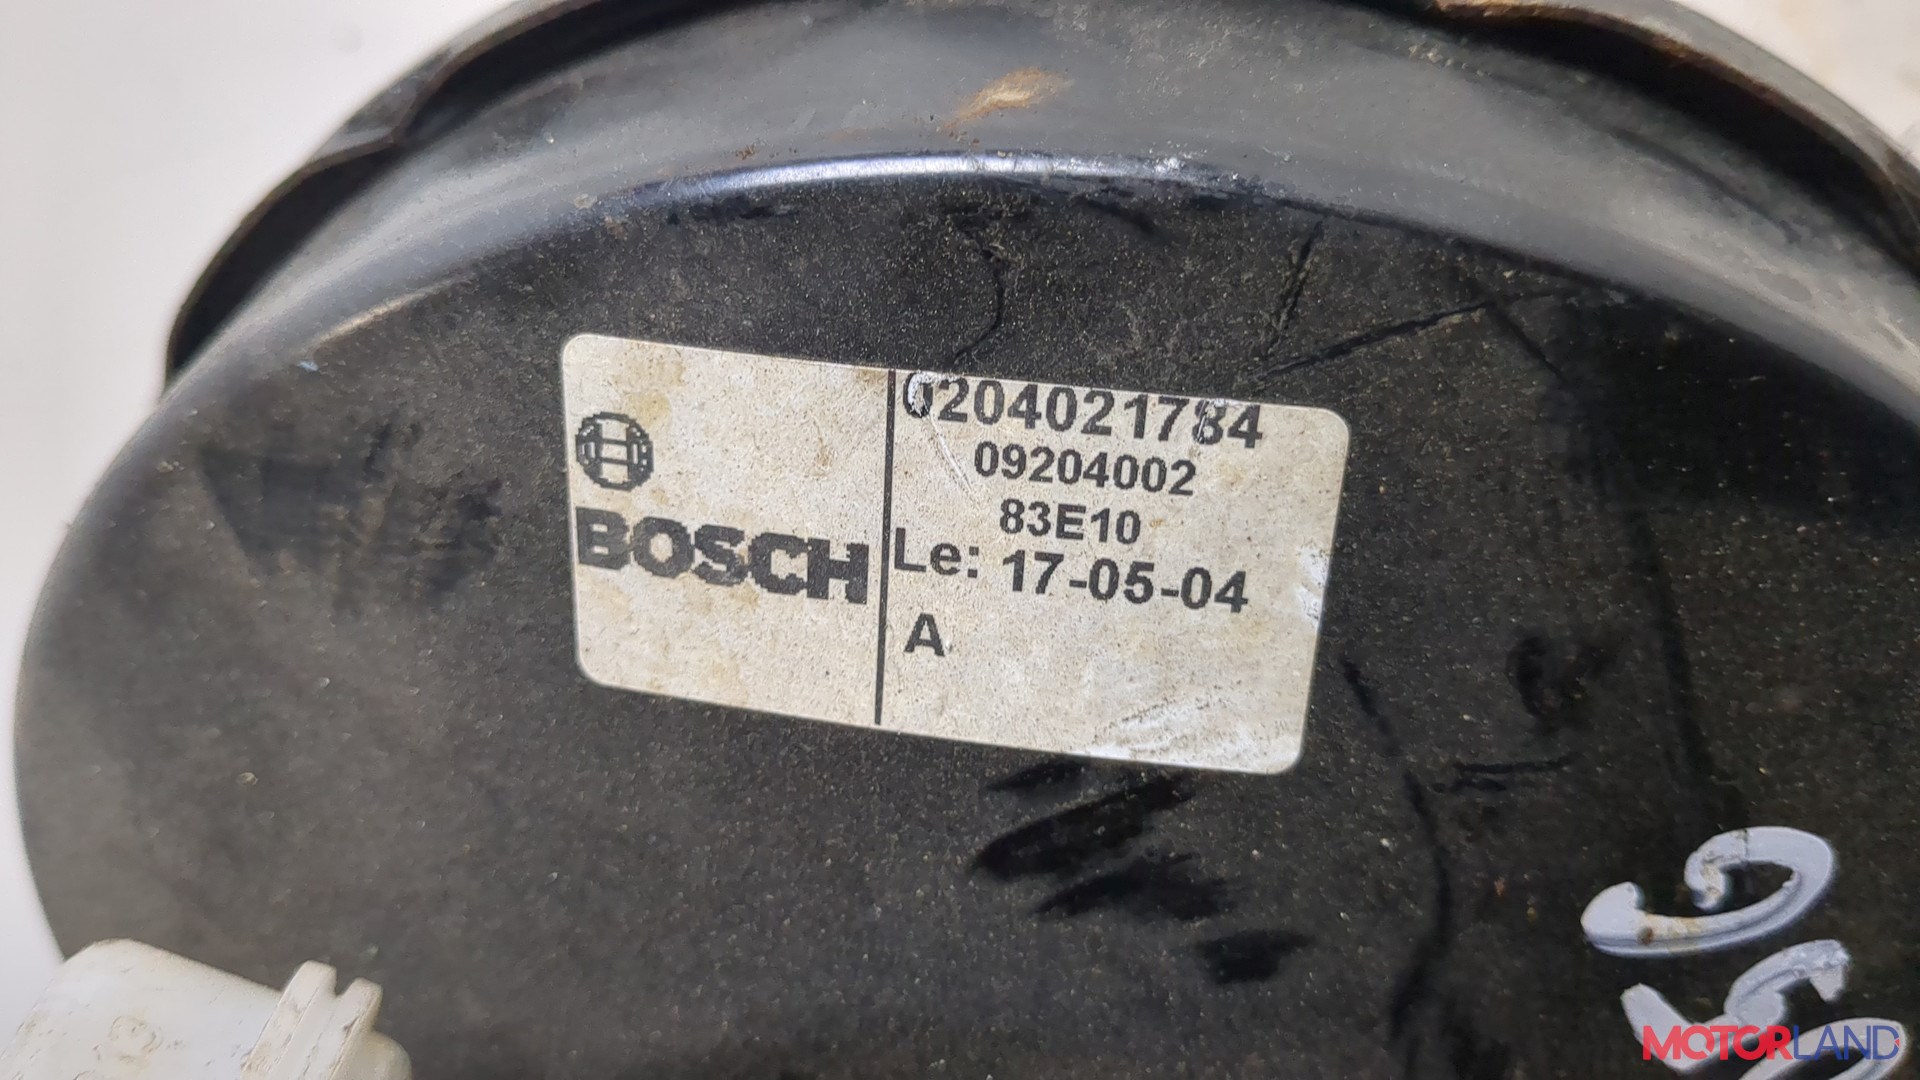 BOSCH
0204021784
09204002
83E10
Le: 17-05-04
A
MOTORLAND